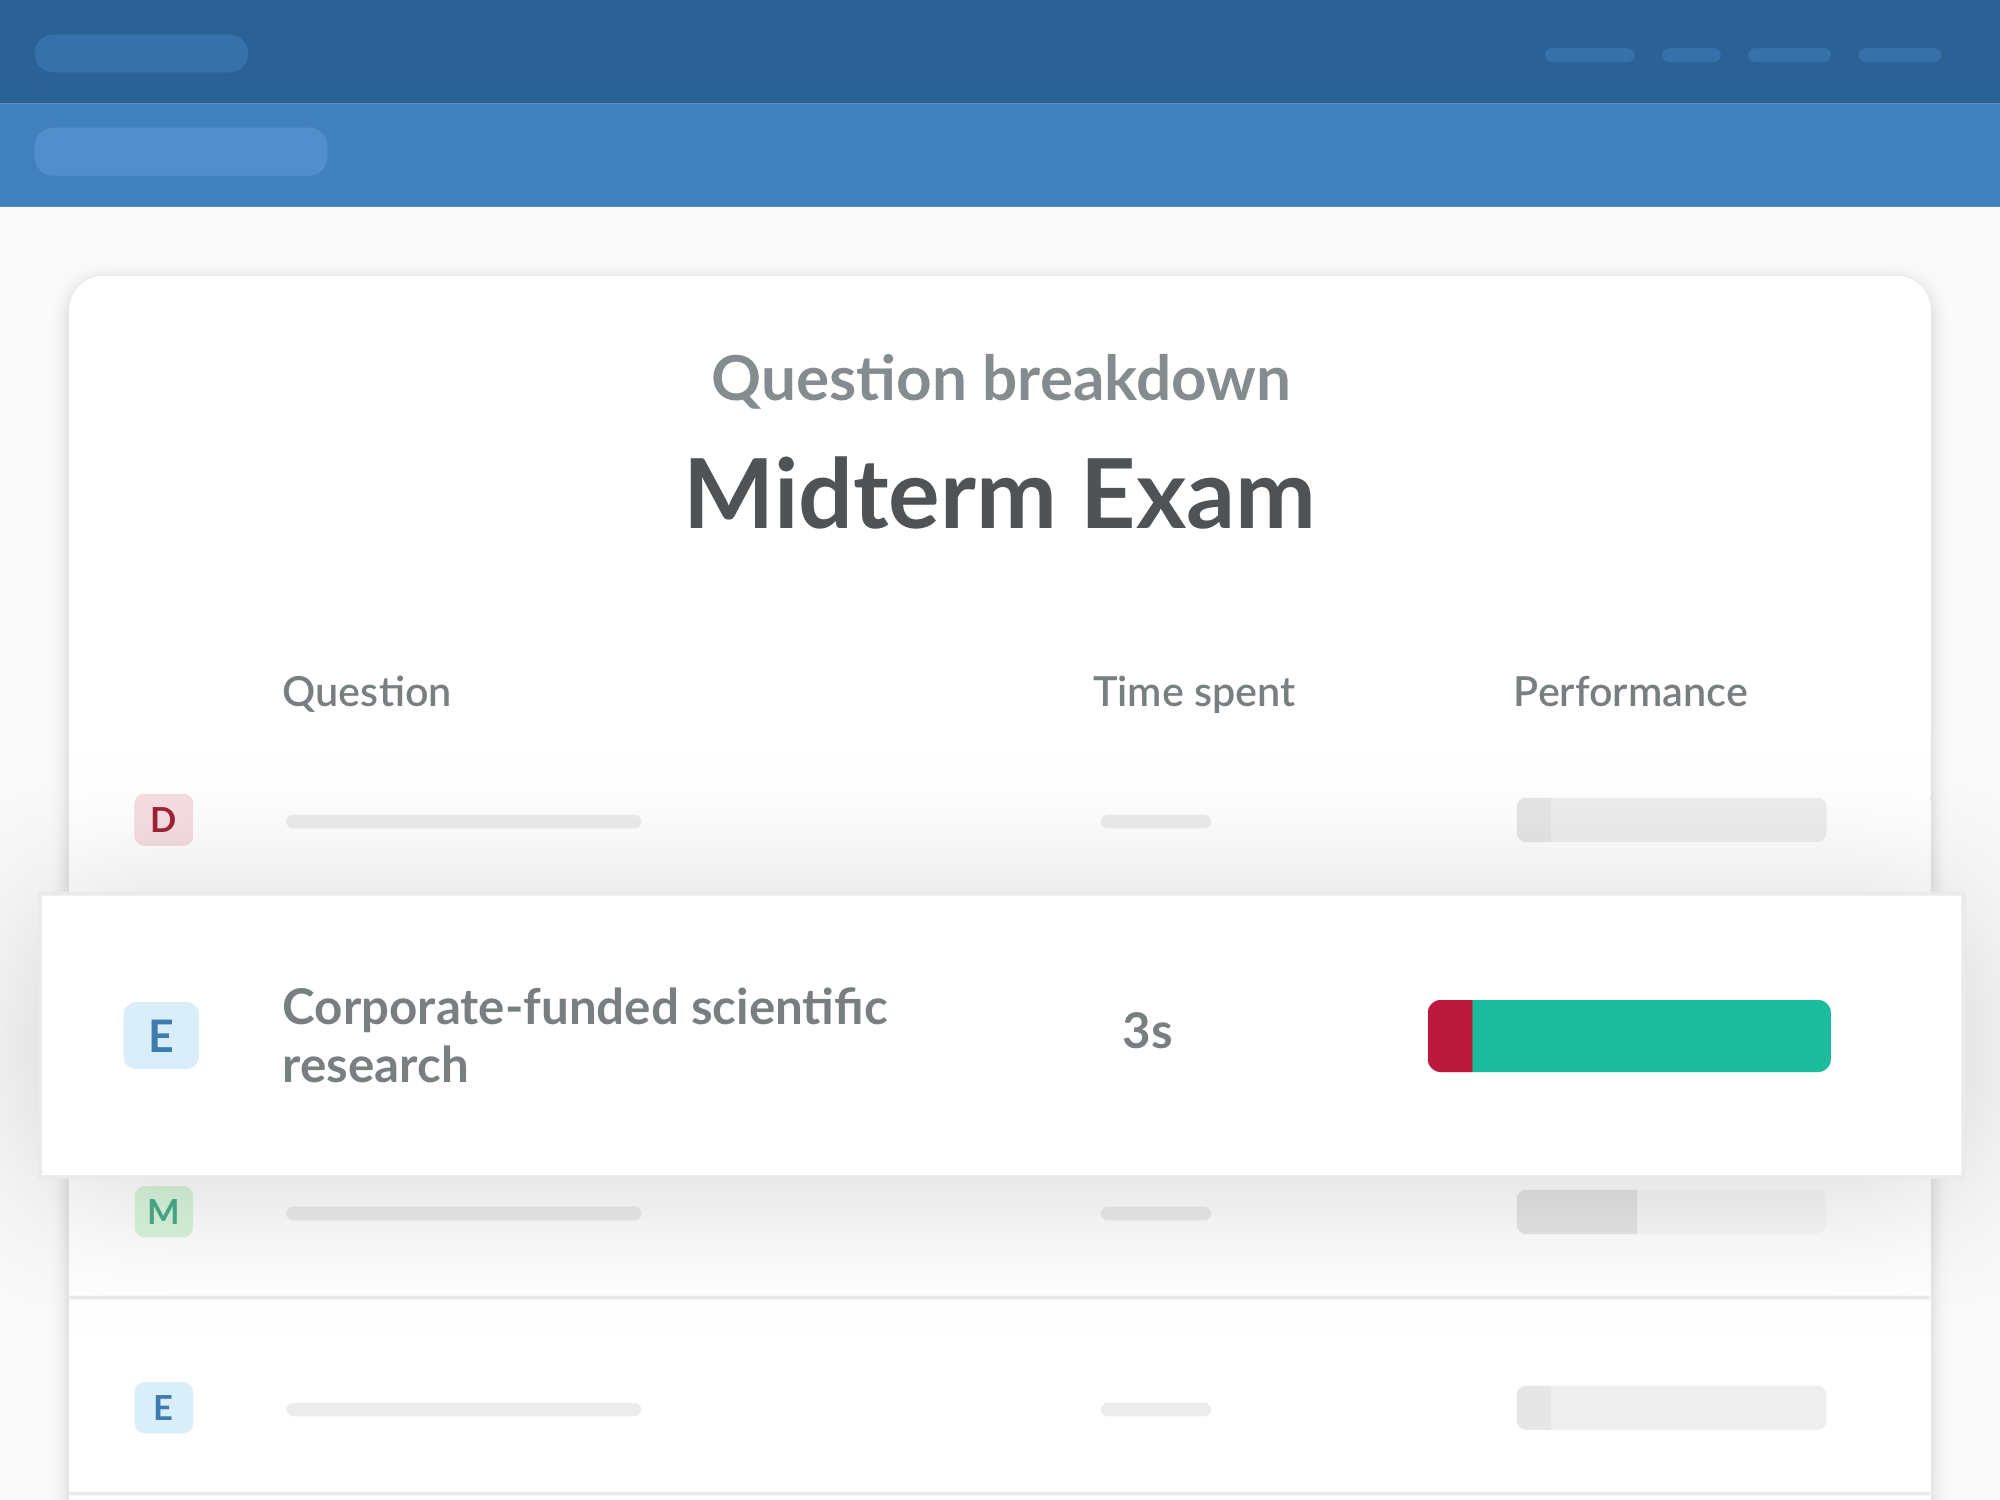 Question breakdown
Midterm Exam
Question Time spent Performance
D
E Corporate-funded scientific 3s
research
M
E